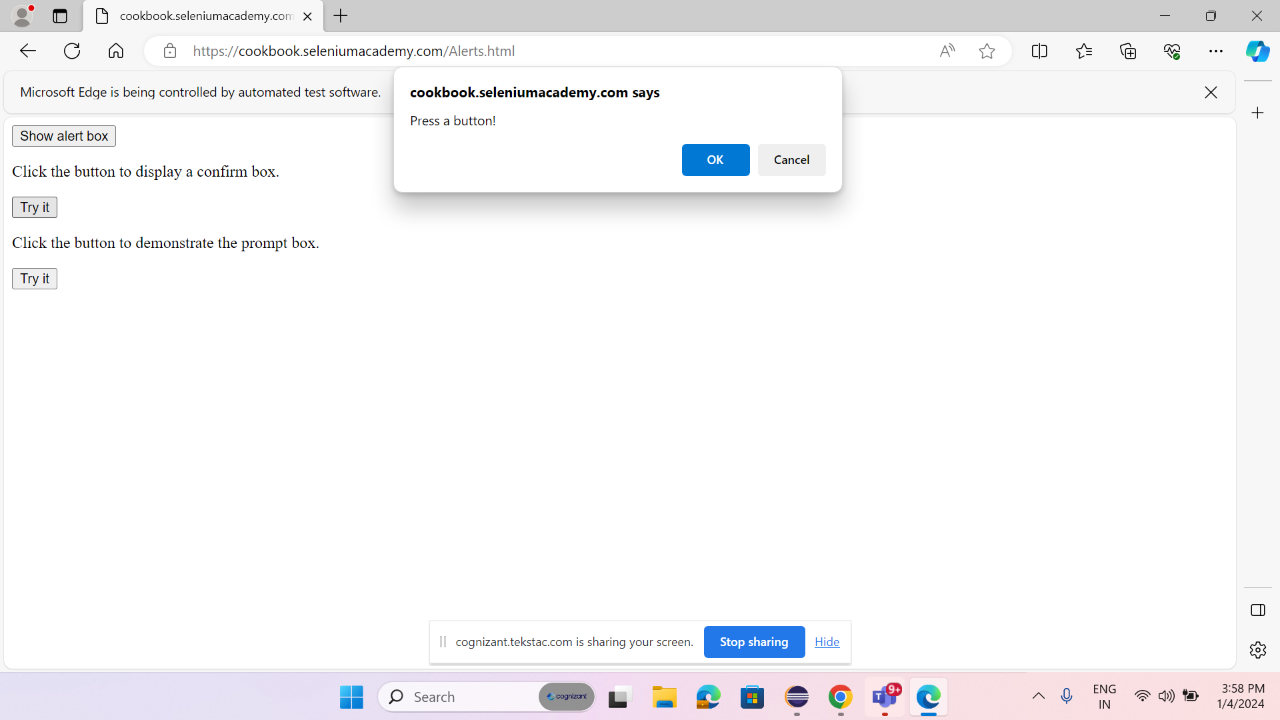 cookbook.seleniumacademy.com
https://cookbook.seleniumacademy.com/Alerts.html
Microsoft Edge is being controlled by automated test software.
cookbook.seleniumacademy.com says
Press a button!
OK
Cancel
Show alert box
Click the button to display a confirm box.
Try it
Click the button to demonstrate the prompt box.
Try it
cognizant.tekstac.com is sharing your screen.
Stop sharing
Hide
Search
cognizant
9+
ENG
IN
3:58 PM
1/4/2024